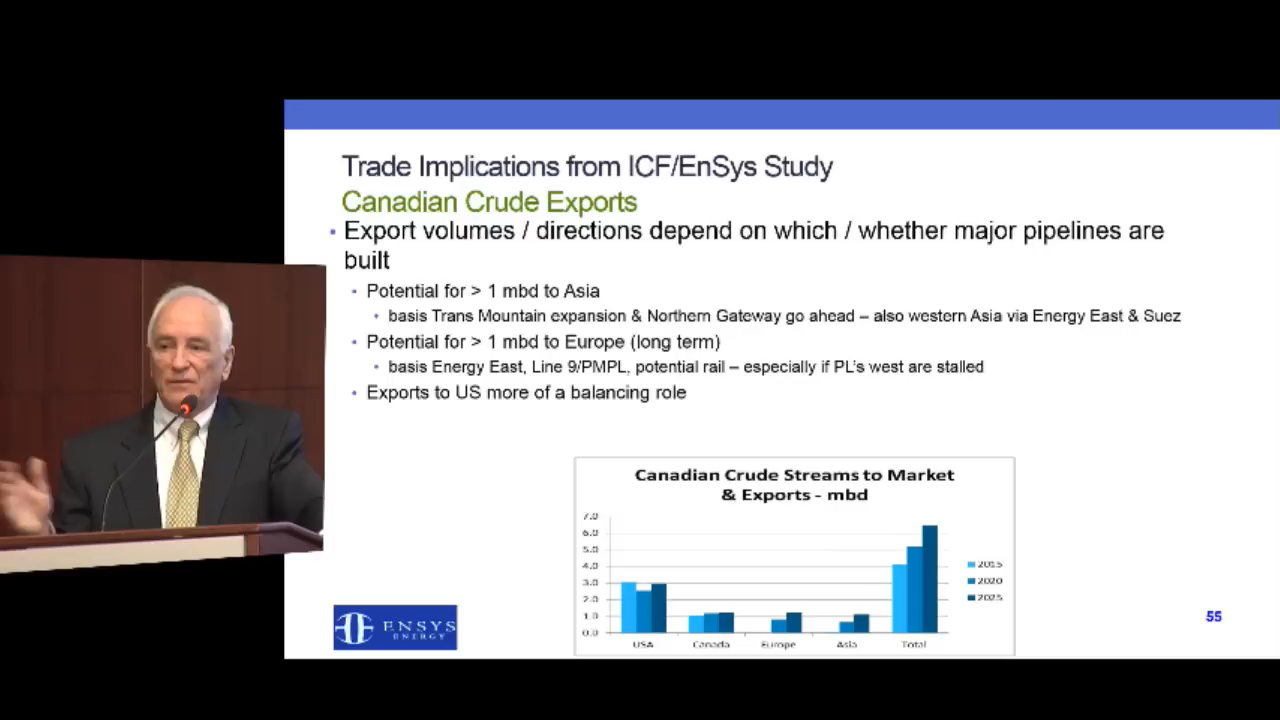 Trade Implications from ICF/EnSys Study
Canadian Crude Exports
• Export volumes / directions depend on which / whether major pipelines are
built
• Potential for > 1 mbd to Asia
• basis Trans Mountain expansion & Northern Gateway go ahead – also western Asia via Energy East & Suez
• Potential for > 1 mbd to Europe (long term)
• basis Energy East, Line 9/PMPL, potential rail – especially if PL's west are stalled
• Exports to US more of a balancing role
Canadian Crude Streams to Market
& Exports - mbd
7.0
6.0
5.0
4.0
3.0
2.0
1.0
0.0
USA Canada Europe Asia Total
2015
2020
2025
ENSYS
ENERGY
55